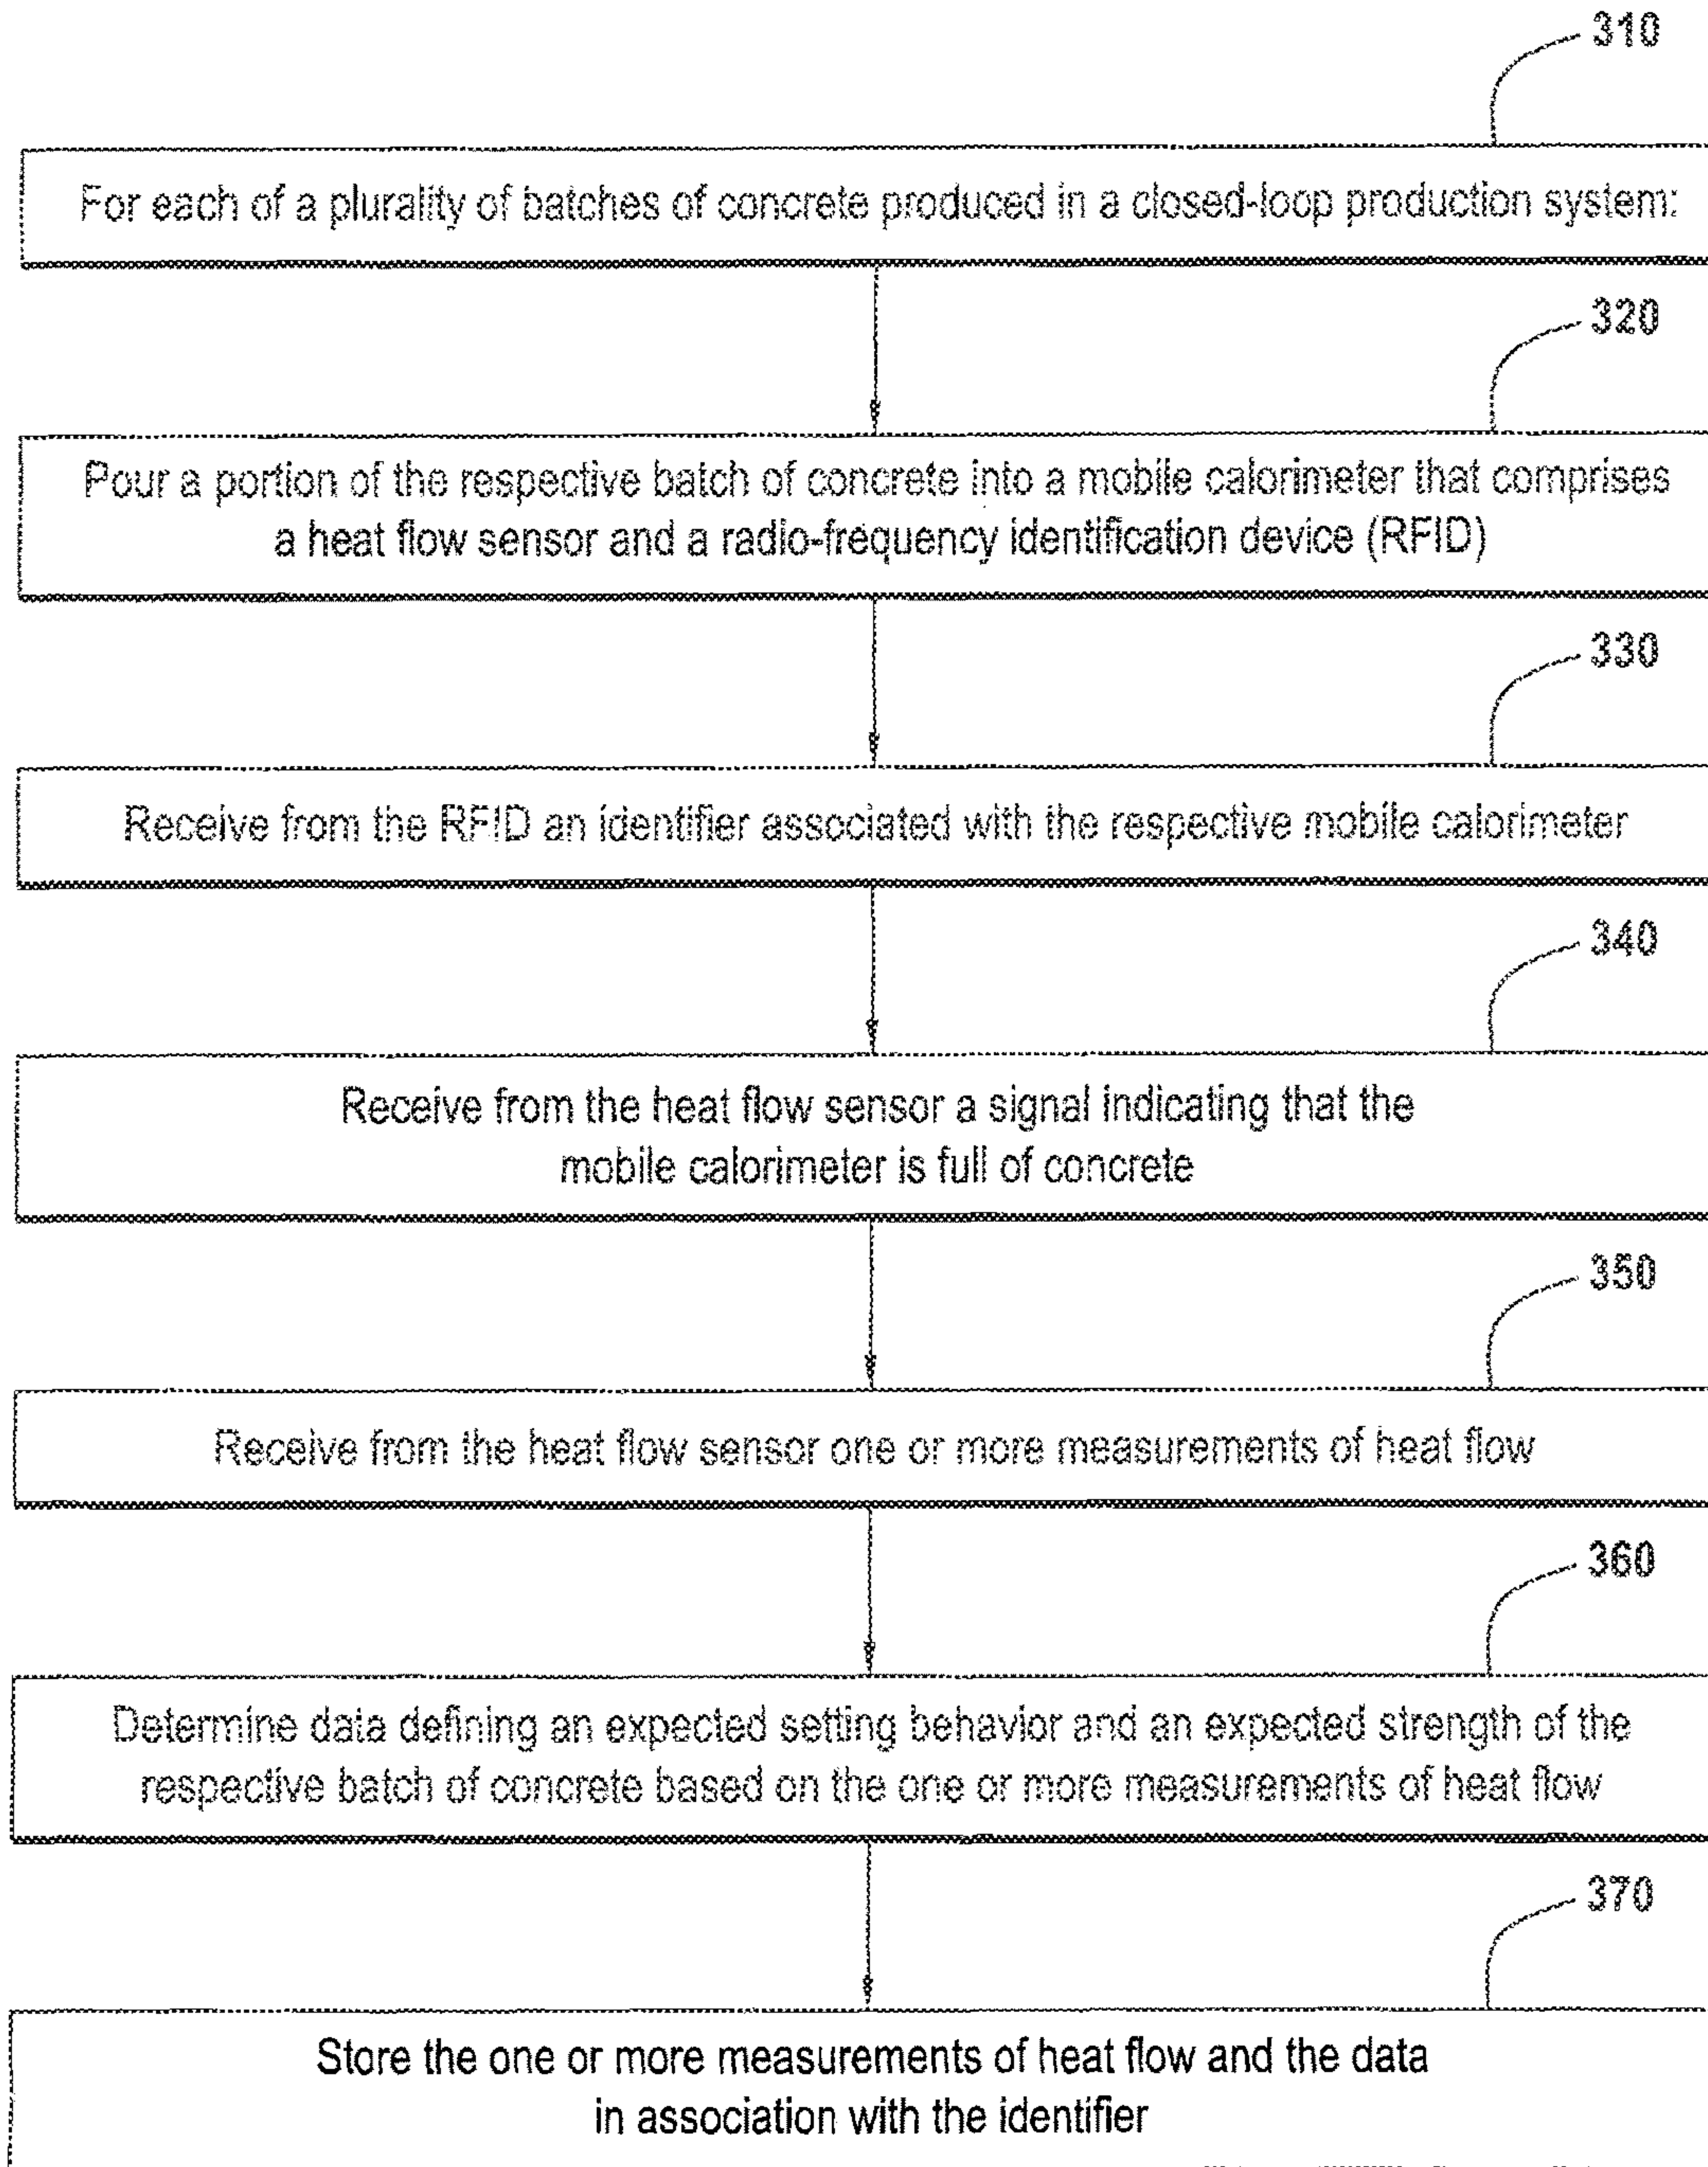 310
For each of a plurality of batches of concrete produced in a closed-loop production system:
320
Pour a portion of the respective batch of concrete into a mobile calorimeter that comprises
a heat flow sensor and a radio-frequency identification device (RFID)
330
Receive from the RFID an identifier associated with the respective mobile calorimeter
340
Receive from the heat flow sensor a signal indicating that the
mobile calorimeter is full of concrete
350
Receive from the heat flow sensor one or more measurements of heat flow
360
Determine data defining an expected setting behavior and an expected strength of the
respective batch of concrete based on the one or more measurements of heat flow
370
Store the one or more measurements of heat flow and the data
in association with the identifier